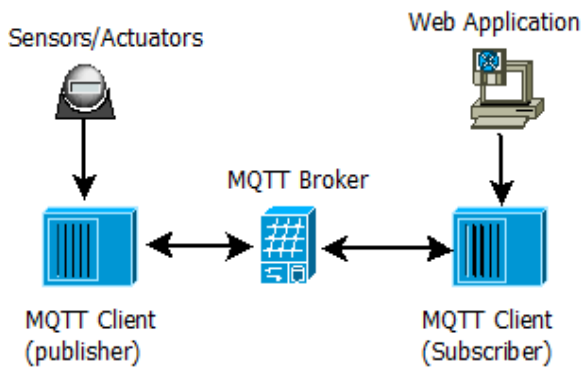 Web Application
Sensors/Actuators
MQTT Broker
MQTT Client
(publisher)
MQTT Client
(Subscriber)